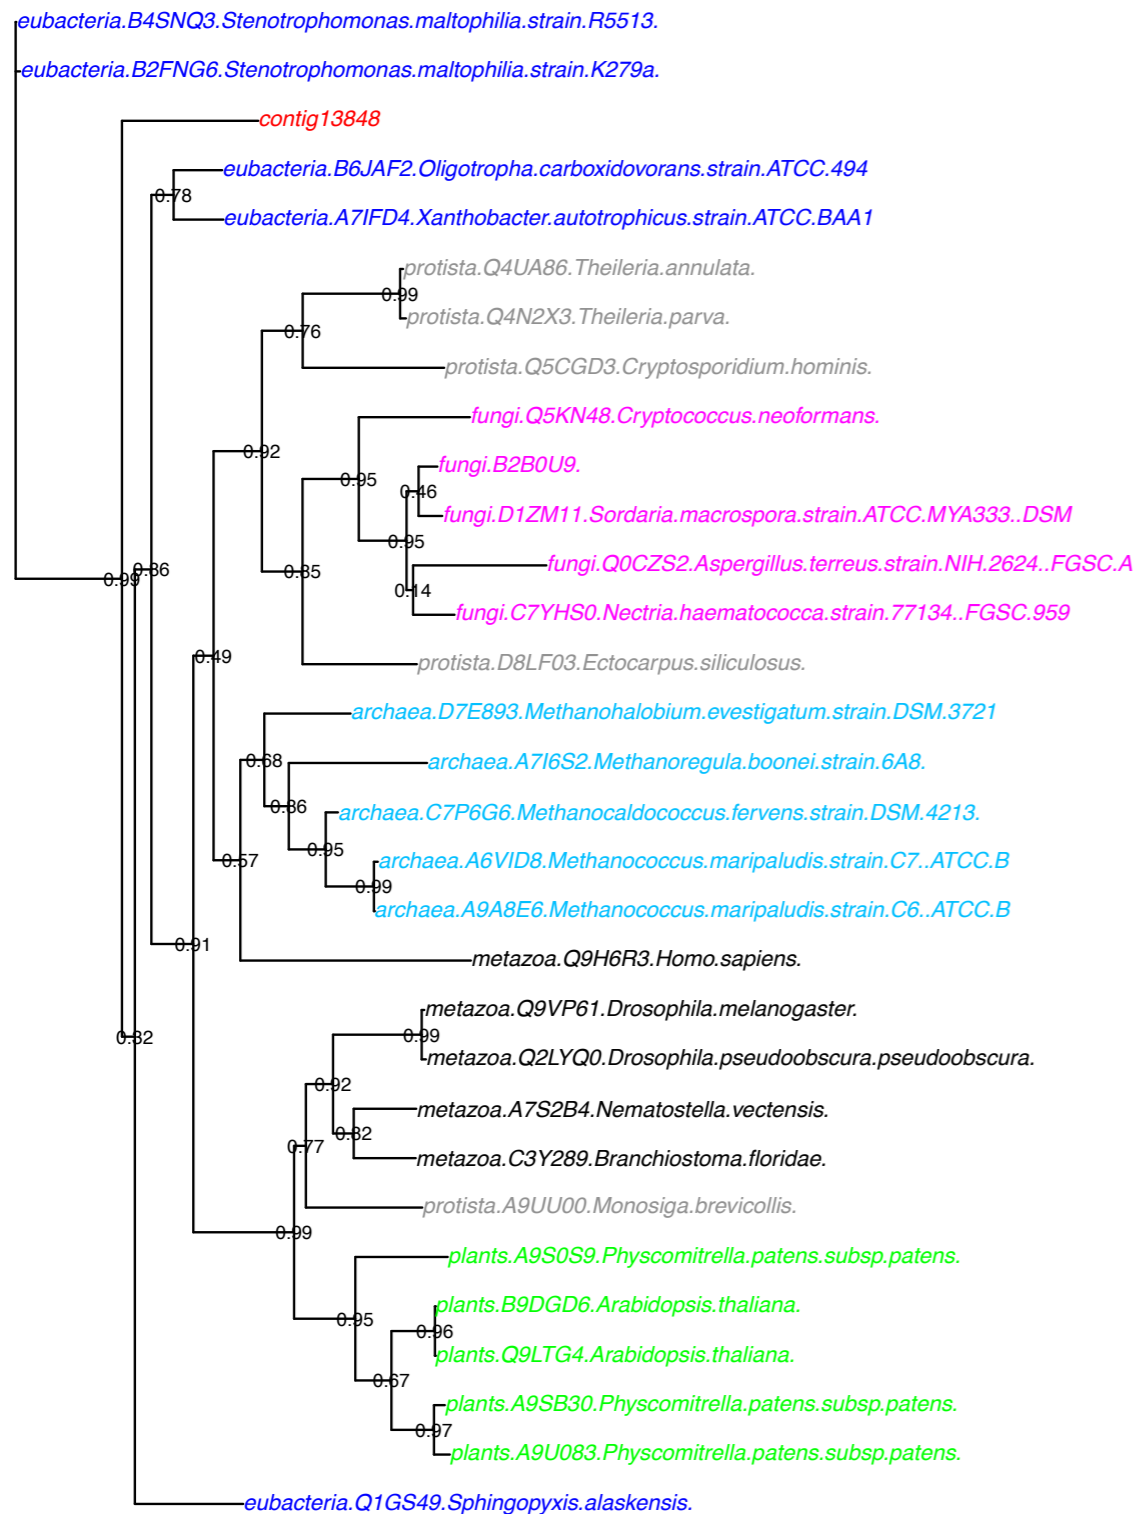 eubacteria.B4SNQ3.Stenotrophomonas.maltophilia.strain.R5513.
eubacteria.B2FNG6.Stenotrophomonas.maltophilia.strain.K279a.
contig13848
eubacteria.B6JAF2.Oligotropha.carboxidovorans.strain.ATCC.494
0.78
eubacteria.A7IFD4.Xanthobacter.autotrophicus.strain.ATCC.BAA1
protista.Q4UA86.Theileria.annulata.
0.99
protista.Q4N2X3.Theileria.parva.
0.76
protista.Q5CGD3.Cryptosporidium.hominis.
fungi.Q5KN48.Cryptococcus.neoformans.
0.92
fungi.B2B0U9.
0.95
0.46
fungi.D1ZM11.Sordaria.macrospora.strain.ATCC.MYA333..DSM
0.95
fungi.Q0CZS2.Aspergillus.terreus.strain.NIH.2624..FGSC.A
0.86
0.85
0.99
0.14
fungi.C7YHS0.Nectria.haematococca.strain.77134..FGSC.959
0.49
protista.D8LF03.Ectocarpus.siliculosus.
archaea.D7E893.Methanohalobium.evestigatum.strain.DSM.3721
0.68
archaea.A7I6S2.Methanoregula.boonei.strain.6A8.
0.86
archaea.C7P6G6.Methanocaldococcus.fervens.strain.DSM.4213.
0.95
0.57
archaea.A6VID8.Methanococcus.maripaludis.strain.C7..ATCC.B
0.99
archaea.A9A8E6.Methanococcus.maripaludis.strain.C6..ATCC.B
0.91
metazoa.Q9H6R3.Homo.sapiens.
metazoa.Q9VP61.Drosophila.melanogaster.
0.99
0.82
metazoa.Q2LYQ0.Drosophila.pseudoobscura.pseudoobscura.
0.92
metazoa.A7S2B4.Nematostella.vectensis.
0.82
0.77
metazoa.C3Y289.Branchiostoma.floridae.
protista.A9UU00.Monosiga.brevicollis.
0.99
plants.A9S0S9.Physcomitrella.patens.subsp.patens.
plants.B9DGD6.Arabidopsis.thaliana.
0.95
0.96
plants.Q9LTG4.Arabidopsis.thaliana.
0.67
plants.A9SB30.Physcomitrella.patens.subsp.patens.
0.97
plants.A9U083.Physcomitrella.patens.subsp.patens.
eubacteria.Q1GS49.Sphingopyxis.alaskensis.